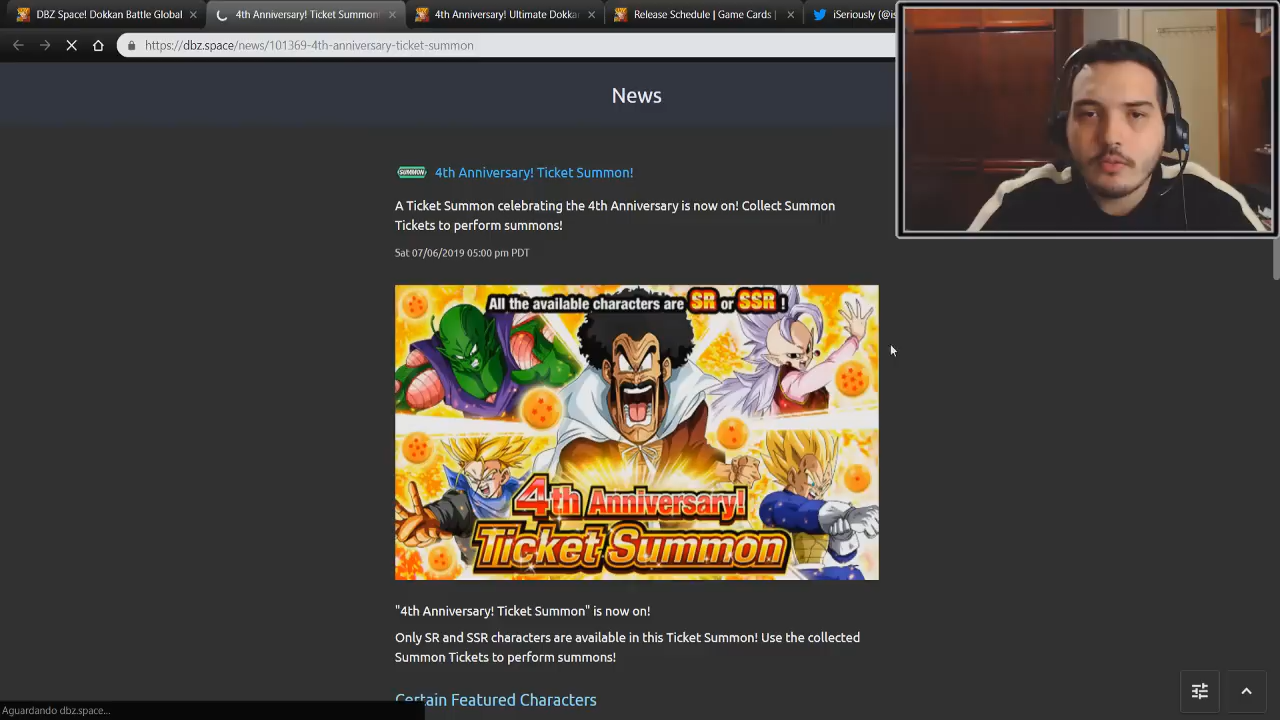 DBZ Space! Dokkan Battle Global
4th Anniversary! Ticket Summon
4th Anniversary! Ultimate Dokka
Release Schedule | Game Cards |
iSeriously (@is
https://dbz.space/news/101369-4th-anniversary-ticket-summon
News
SUMMON
4th Anniversary! Ticket Summon!
A Ticket Summon celebrating the 4th Anniversary is now on! Collect Summon
Tickets to perform summons!
Sat 07/06/2019 05:00 pm PDT
All the available characters are SR or SSR !
4th Anniversary!
Ticket Summon
"4th Anniversary! Ticket Summon" is now on!
Only SR and SSR characters are available in this Ticket Summon! Use the collected
Summon Tickets to perform summons!
Certain Featured Characters
Aguardando dbz.space...